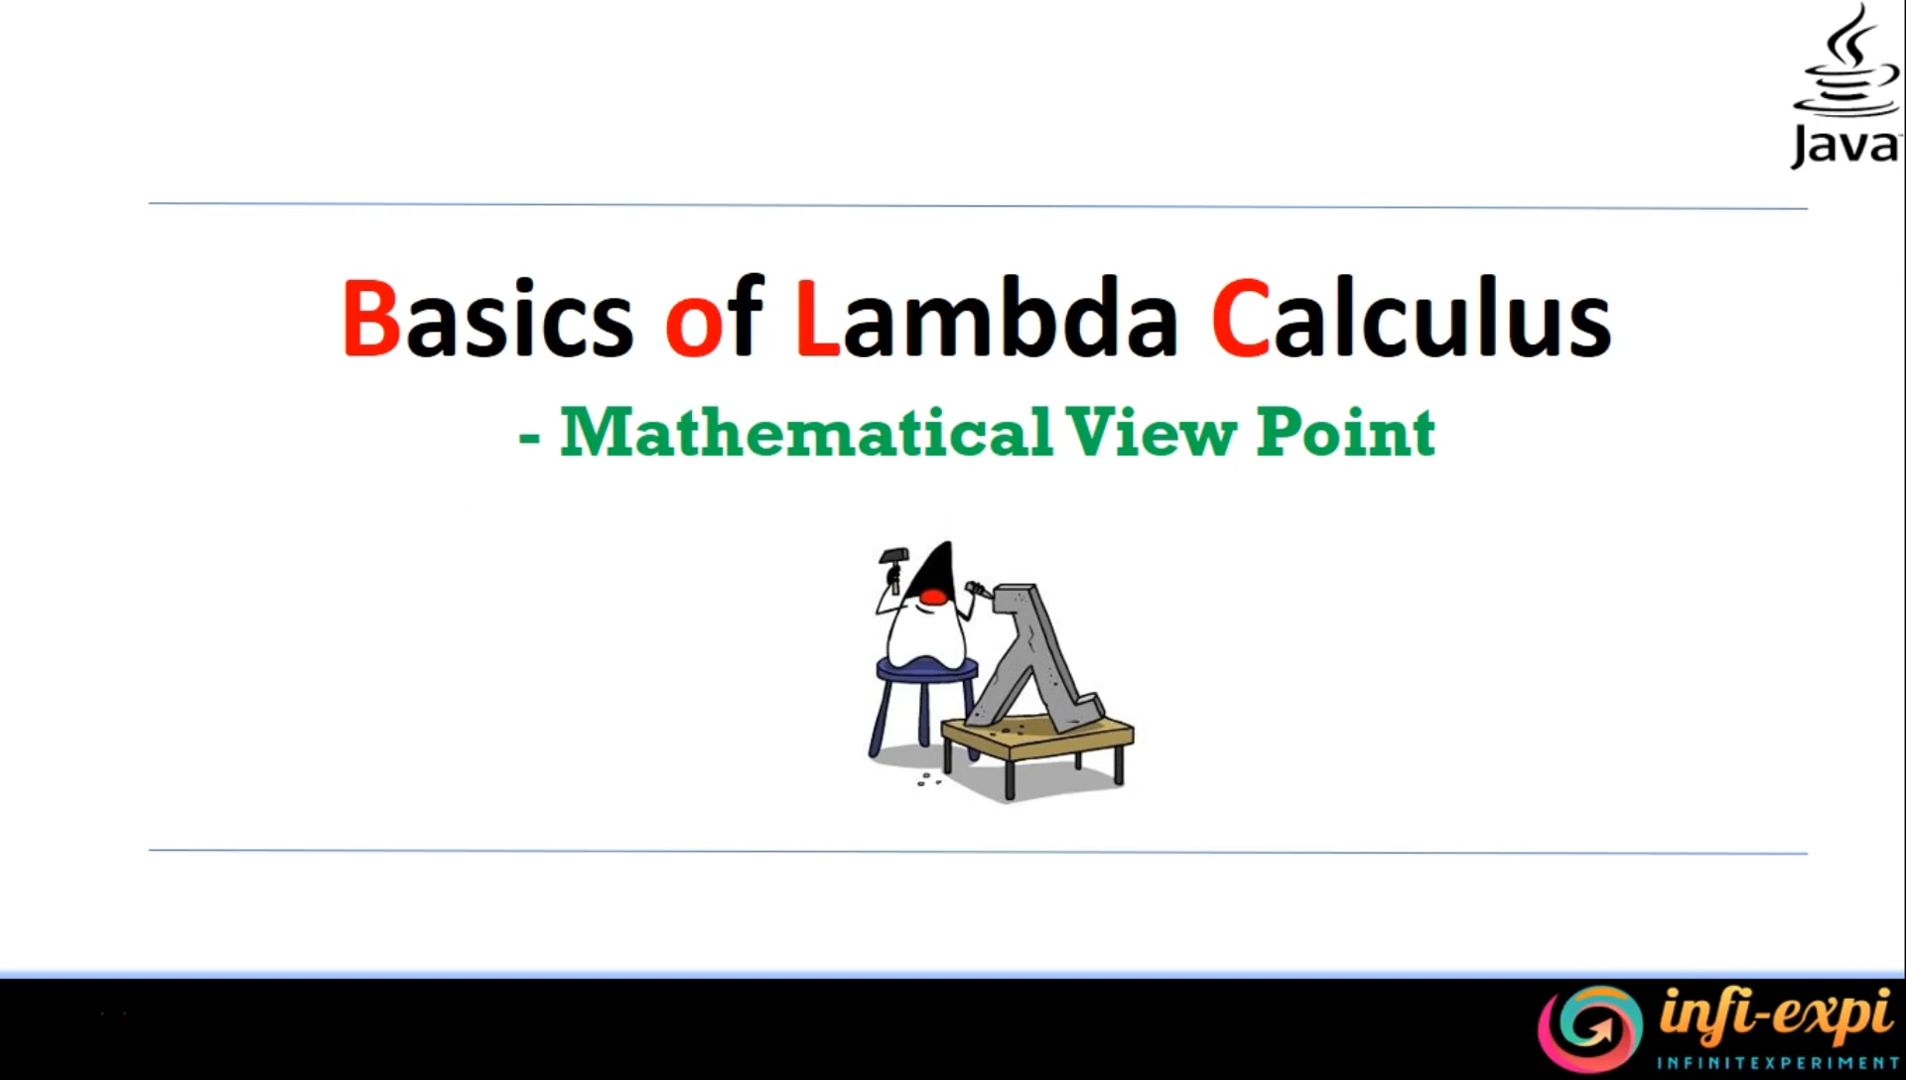 Java
Basics of Lambda Calculus
- Mathematical View Point
infi-expi
INFINITEXPERIMENT